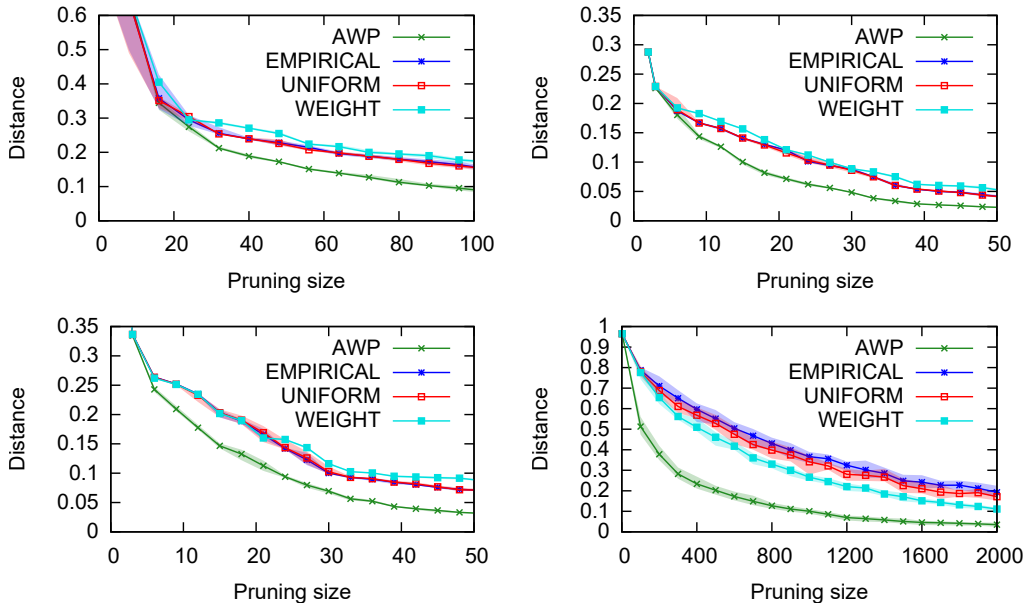 0.6
0.5
0.4
0.3
0.2
0.1
0
Distance
AWP
EMPIRICAL
UNIFORM
WEIGHT
0 20 40 60 80 100
Pruning size
0.35
0.3
0.25
0.2
0.15
0.1
0.05
0
Distance
AWP
EMPIRICAL
UNIFORM
WEIGHT
0 10 20 30 40 50
Pruning size
0.35
0.3
0.25
0.2
0.15
0.1
0.05
0
Distance
AWP
EMPIRICAL
UNIFORM
WEIGHT
0 10 20 30 40 50
Pruning size
1
0.9
0.8
0.7
0.6
0.5
0.4
0.3
0.2
0.1
0
Distance
AWP
EMPIRICAL
UNIFORM
WEIGHT
0 400 800 1200 1600 2000
Pruning size